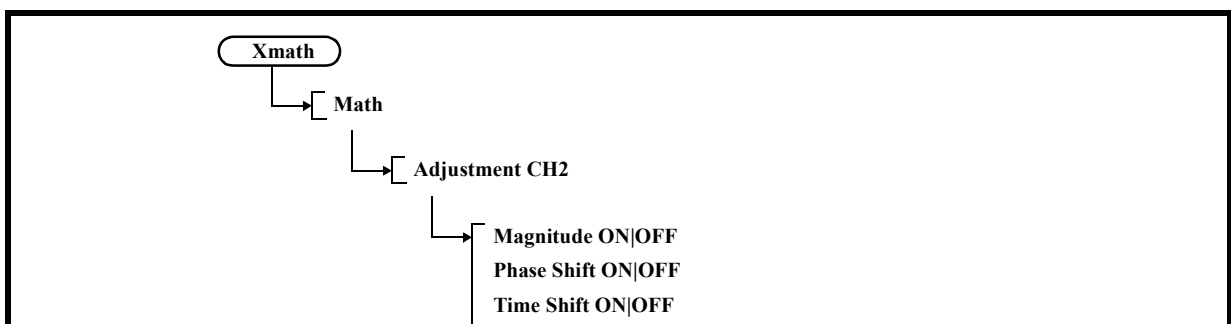 Xmath
Math
Adjustment CH2
Magnitude ON|OFF
Phase Shift ON|OFF
Time Shift ON|OFF